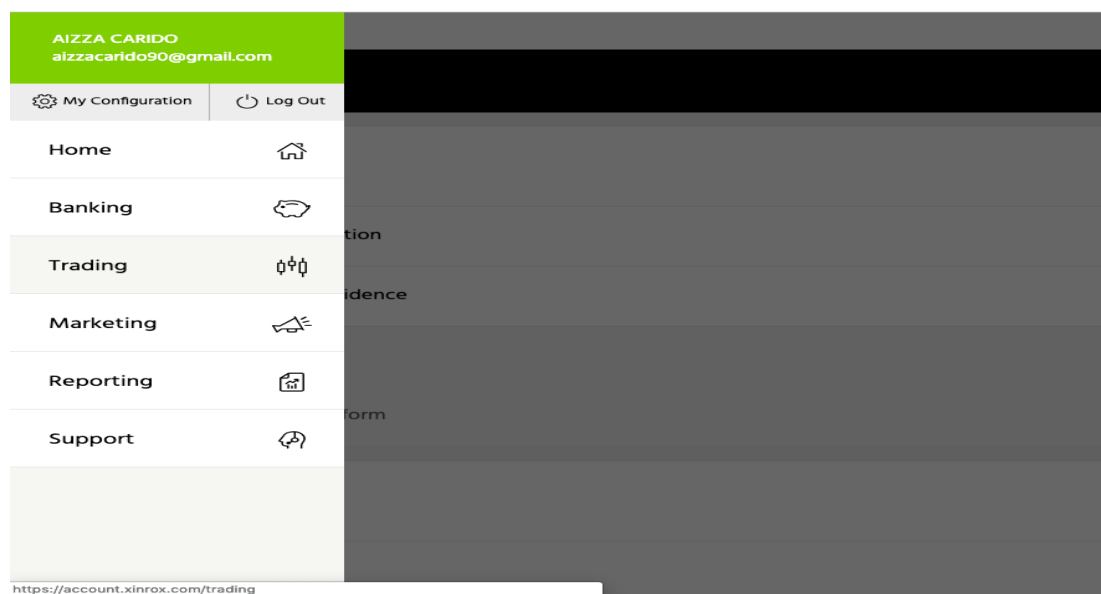 AIZZA CARIDO
aizzacarido90@gmail.com
My Configuration
Log Out
Home
Banking
Trading
Marketing
Reporting
Support
tion
idence
form
https://account.xinrox.com/trading